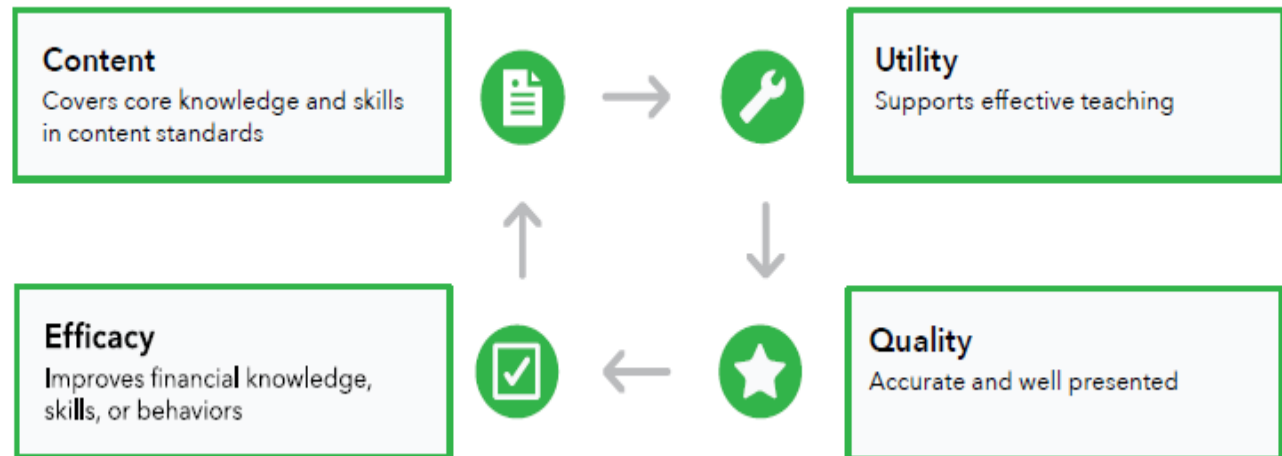 Content
Covers core knowledge and skills
in content standards
Utility
Supports effective teaching
Efficacy
Improves financial knowledge,
skills, or behaviors
Quality
Accurate and well presented